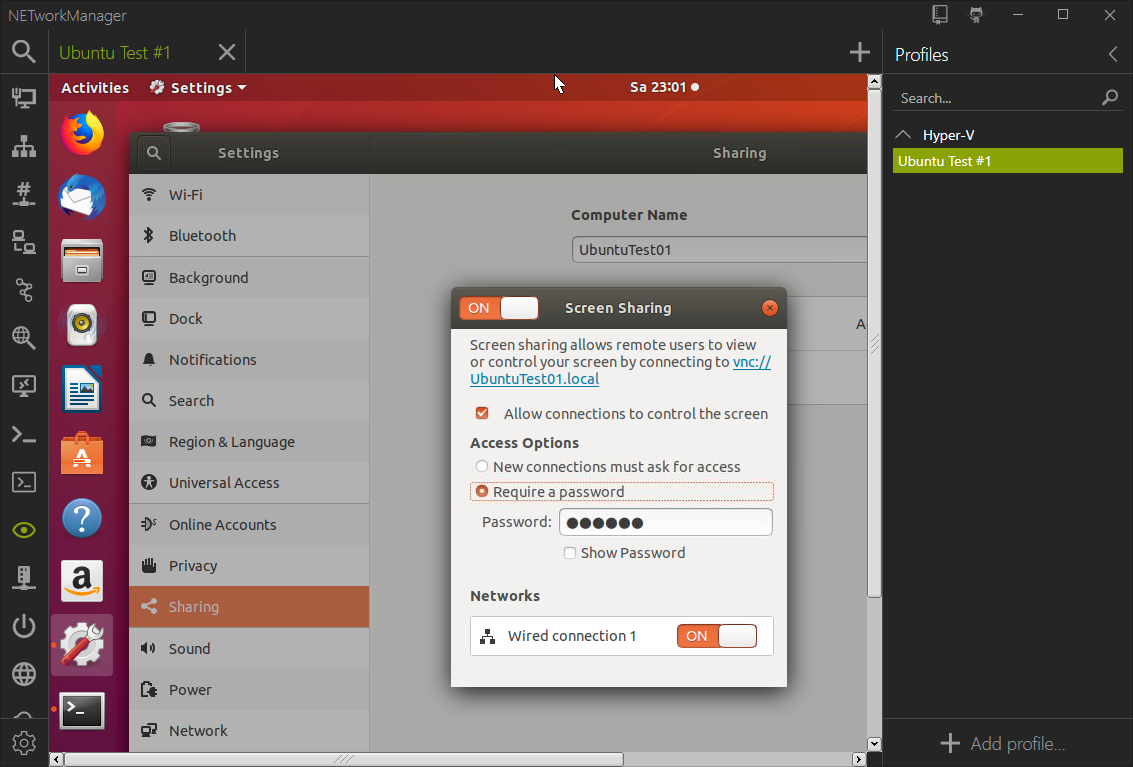 NETworkManager
Ubuntu Test #1
Profiles
Search...
Hyper-V
Ubuntu Test #1
Add profile...
Activities
Settings
Sa 23:01
Settings
Sharing
Wi-Fi
Bluetooth
Background
Dock
Notifications
Search
Region & Language
Universal Access
Online Accounts
Privacy
Sharing
Sound
Power
Network
Computer Name
UbuntuTest01
A
ON
Screen Sharing
Screen sharing allows remote users to view
or control your screen by connecting to vnc://
UbuntuTest01.local
Allow connections to control the screen
Access Options
New connections must ask for access
Require a password
Password: ●●●●●●
Show Password
Networks
Wired connection 1
ON